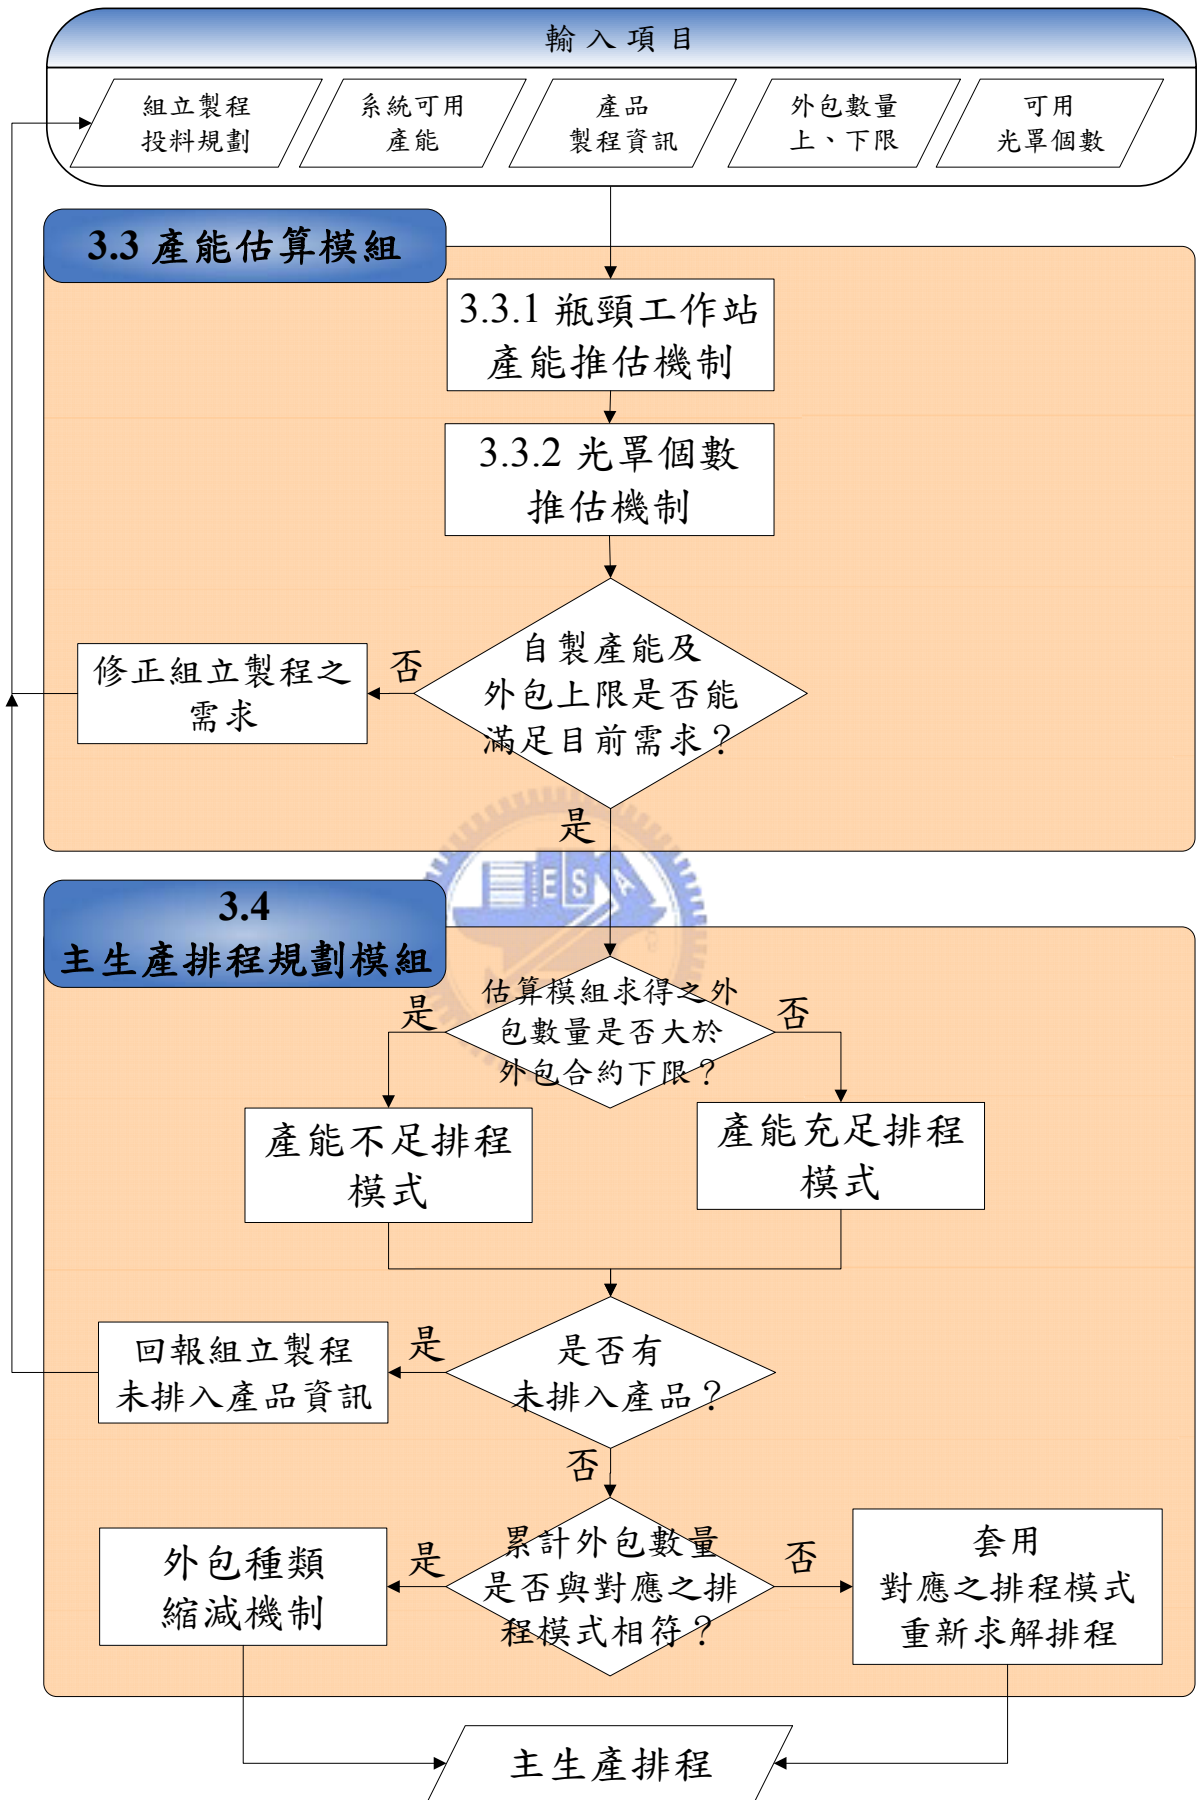 輸入項目
組立製程
投料規劃
系統可用
產能
產品
製程資訊
外包數量
上、下限
可用
光罩個數
3.3 產能估算模組
3.3.1 瓶頸工作站
產能推估機制
3.3.2 光罩個數
推估機制
自製產能及
外包上限是否能
滿足目前需求？
否
修正組立製程之
需求
是
ESA
3.4
主生產排程規劃模組
估算模組求得之外
包數量是否大於
外包合約下限？
是
否
產能不足排程
模式
產能充足排程
模式
是否有
未排入產品？
是
回報組立製程
未排入產品資訊
否
累計外包數量
是否與對應之排
程模式相符？
是
外包種類
縮減機制
否
套用
對應之排程模式
重新求解排程
主生產排程